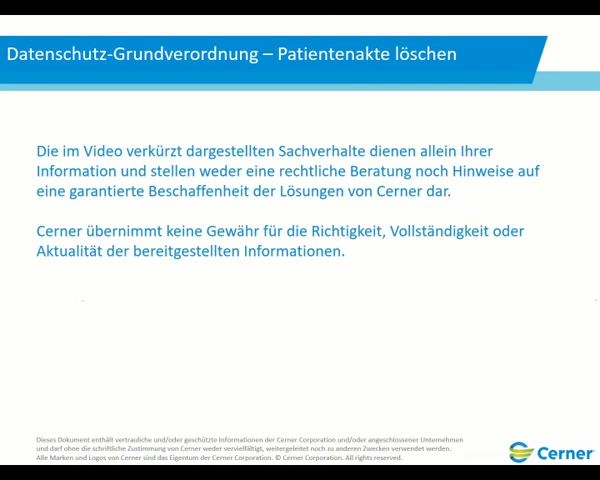 Datenschutz-Grundverordnung – Patientenakte löschen
Die im Video verkürzt dargestellten Sachverhalte dienen allein Ihrer
Information und stellen weder eine rechtliche Beratung noch Hinweise auf
eine garantierte Beschaffenheit der Lösungen von Cerner dar.
Cerner übernimmt keine Gewähr für die Richtigkeit, Vollständigkeit oder
Aktualität der bereitgestellten Informationen.
Dieses Dokument enthält vertrauliche und/oder geschützte Informationen der Cerner Corporation und/oder angeschlossener Unternehmen
und darf ohne die schriftliche Zustimmung von Cerner weder vervielfältigt, weitergeleitet noch zu anderen Zwecken verwendet werden.
Alle Marken und Logos von Cerner sind das Eigentum der Cerner Corporation. © Cerner Corporation. All rights reserved.
Cerner